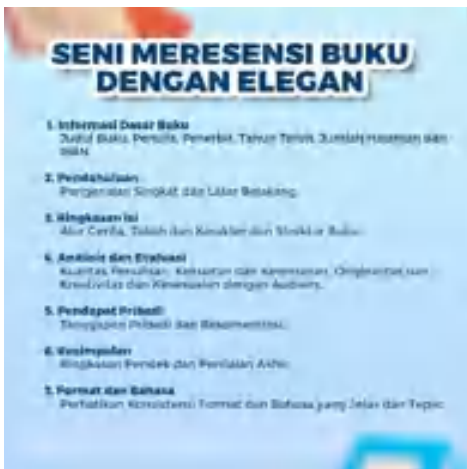 SENI MERESENSI BUKU
DENGAN ELEGAN
1. Informasi Dasar Buku
Judul Buku, Penulis, Penerbit, Tahun Terbit, Jumlah Halaman dan
ISBN
2. Pendahuluan
Pengenalan Singkat dan Latar Belakang.
3. Ringkasan Isi
Alur Cerita, Tokoh dan Karakter dan Struktur Buku.
4. Analisis dan Evaluasi
Kualitas Penulisan, Kekuatan dan Kelemahan, Originalitas dan
Kreativitas dan Kesesuaian dengan Audiens.
5. Pendapat Pribadi
Tanggapan Pribadi dan Rekomendasi.
6. Kesimpulan
Ringkasan Pendek dan Penilaian Akhir.
7. Format dan Bahasa
Perhatikan Konsistensi Format dan Bahasa yang Jelas dan Tepat.